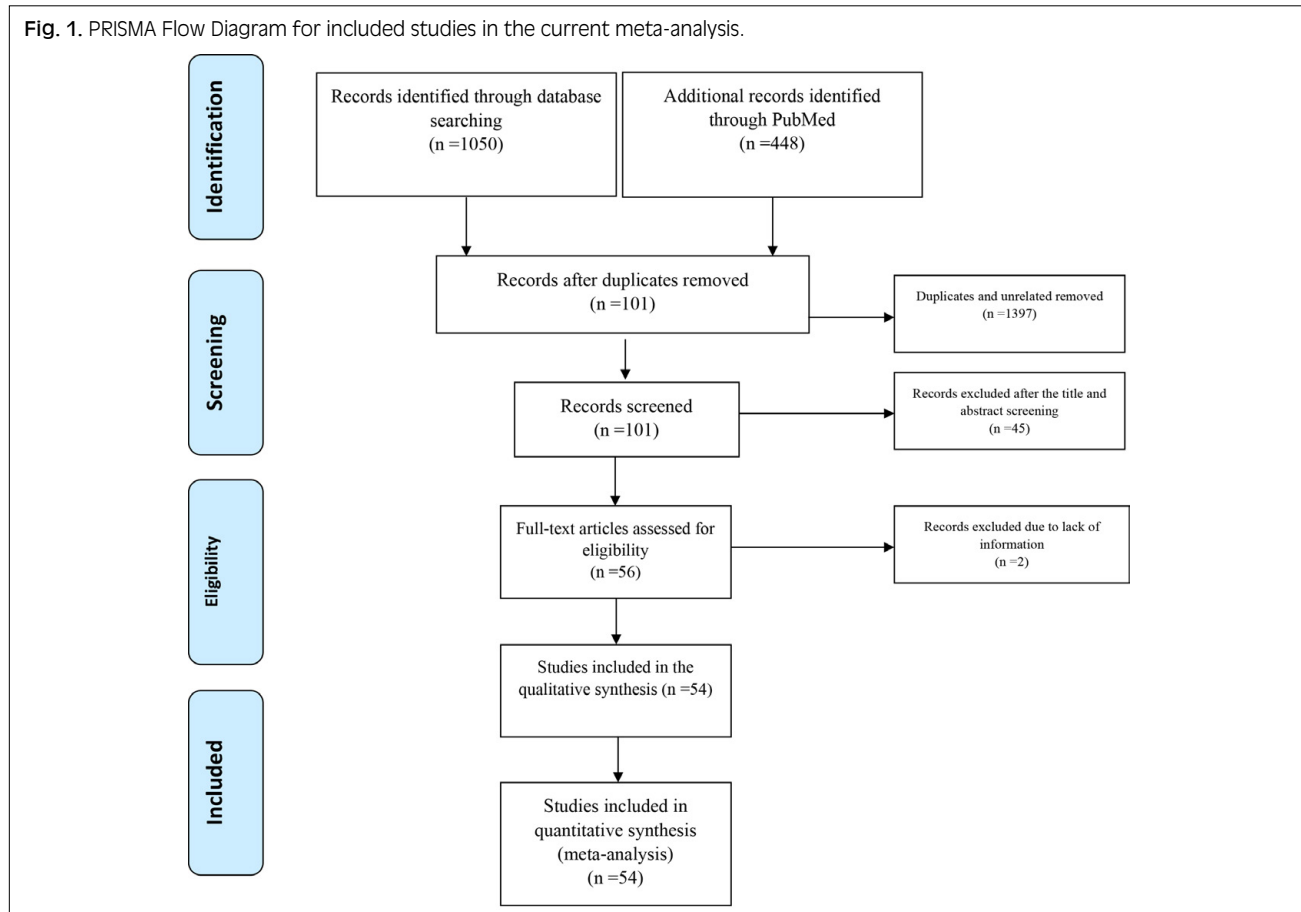 Fig. 1. PRISMA Flow Diagram for included studies in the current meta-analysis.
Identification
Records identified through database
searching
(n =1050)
Additional records identified
through PubMed
(n =448)
Screening
Records after duplicates removed
(n =101)
Duplicates and unrelated removed
(n =1397)
Records screened
(n =101)
Records excluded after the title and
abstract screening
(n =45)
Eligibility
Full-text articles assessed for
eligibility
(n =56)
Records excluded due to lack of
information
(n =2)
Studies included in the
qualitative synthesis (n =54)
Included
Studies included in
quantitative synthesis
(meta-analysis)
(n =54)